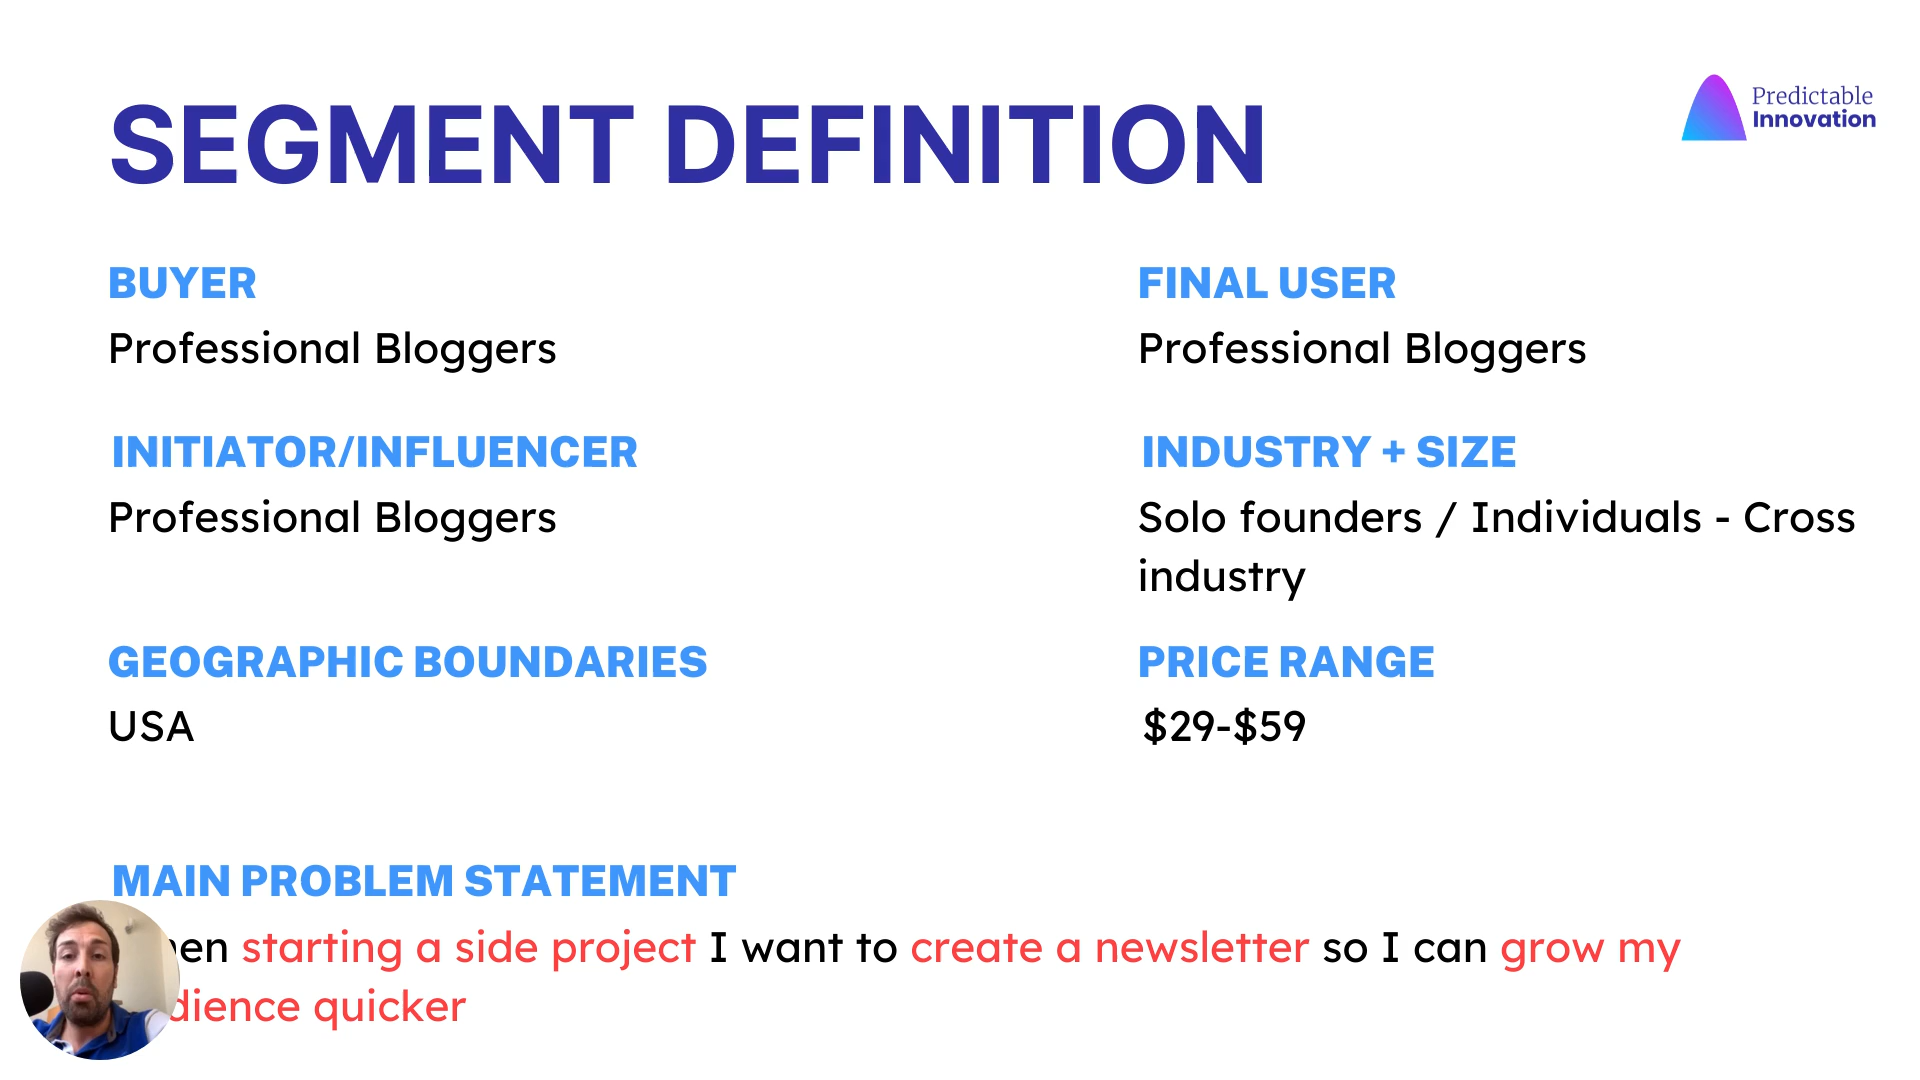 SEGMENT DEFINITION
Predictable
Innovation
BUYER
Professional Bloggers
FINAL USER
Professional Bloggers
INITIATOR/INFLUENCER
Professional Bloggers
INDUSTRY + SIZE
Solo founders / Individuals - Cross
industry
GEOGRAPHIC BOUNDARIES
USA
PRICE RANGE
$29-$59
MAIN PROBLEM STATEMENT
starting a side project I want to create a newsletter so I can grow my
quicker